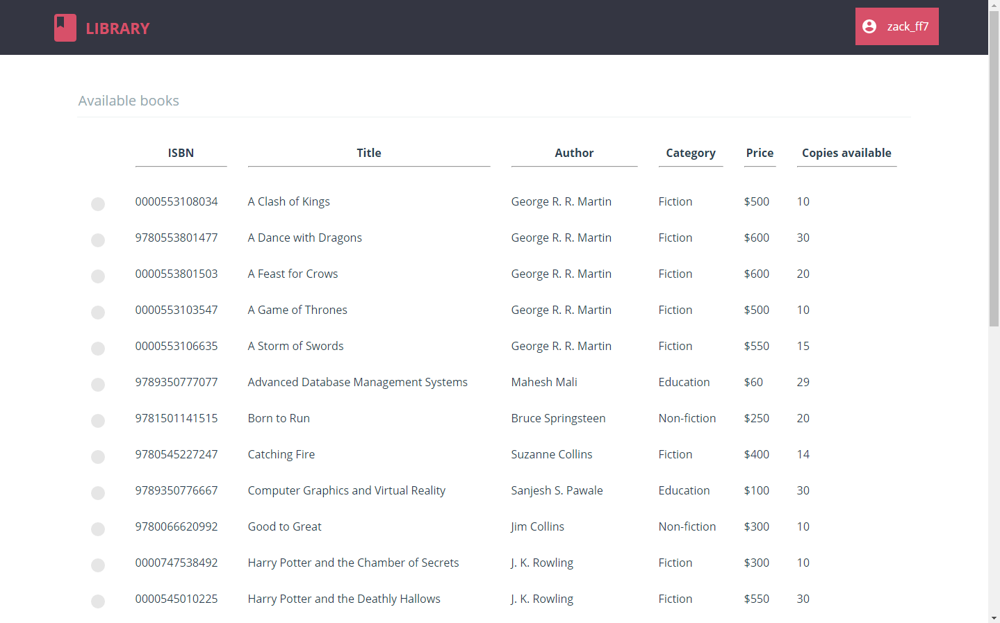 LIBRARY
zack_ff7
Available books
ISBN Title Author Category Price Copies available
0000553108034 A Clash of Kings George R. R. Martin Fiction $500 10
9780553801477 A Dance with Dragons George R. R. Martin Fiction $600 30
0000553801503 A Feast for Crows George R. R. Martin Fiction $600 20
0000553103547 A Game of Thrones George R. R. Martin Fiction $500 10
0000553106635 A Storm of Swords George R. R. Martin Fiction $550 15
9789350777077 Advanced Database Management Systems Mahesh Mali Education $60 29
9781501141515 Born to Run Bruce Springsteen Non-fiction $250 20
9780545227247 Catching Fire Suzanne Collins Fiction $400 14
9789350776667 Computer Graphics and Virtual Reality Sanjesh S. Pawale Education $100 30
9780066620992 Good to Great Jim Collins Non-fiction $300 10
0000747538492 Harry Potter and the Chamber of Secrets J. K. Rowling Fiction $300 10
0000545010225 Harry Potter and the Deathly Hallows J. K. Rowling Fiction $550 30